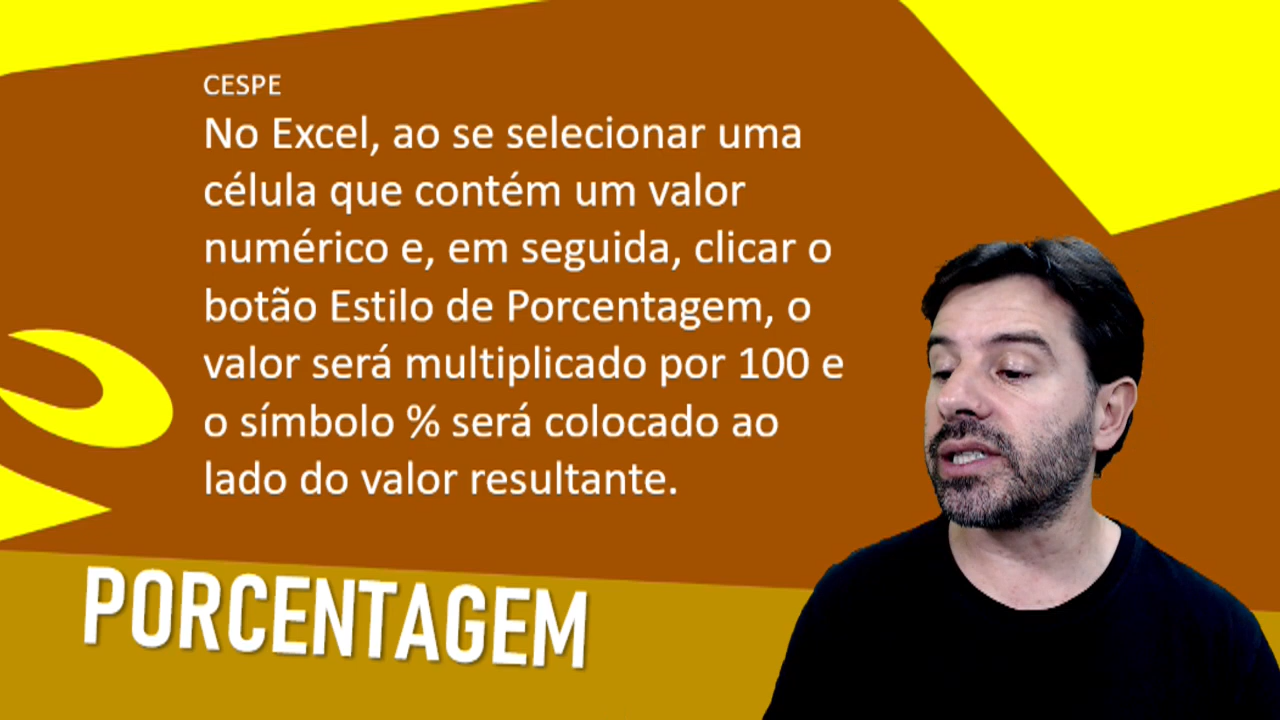 CESPE
No Excel, ao se selecionar uma
célula que contém um valor
numérico e, em seguida, clicar o
botão Estilo de Porcentagem, o
valor será multiplicado por 100 e
o símbolo % será colocado ao
lado do valor resultante.
PORCENTAGEM